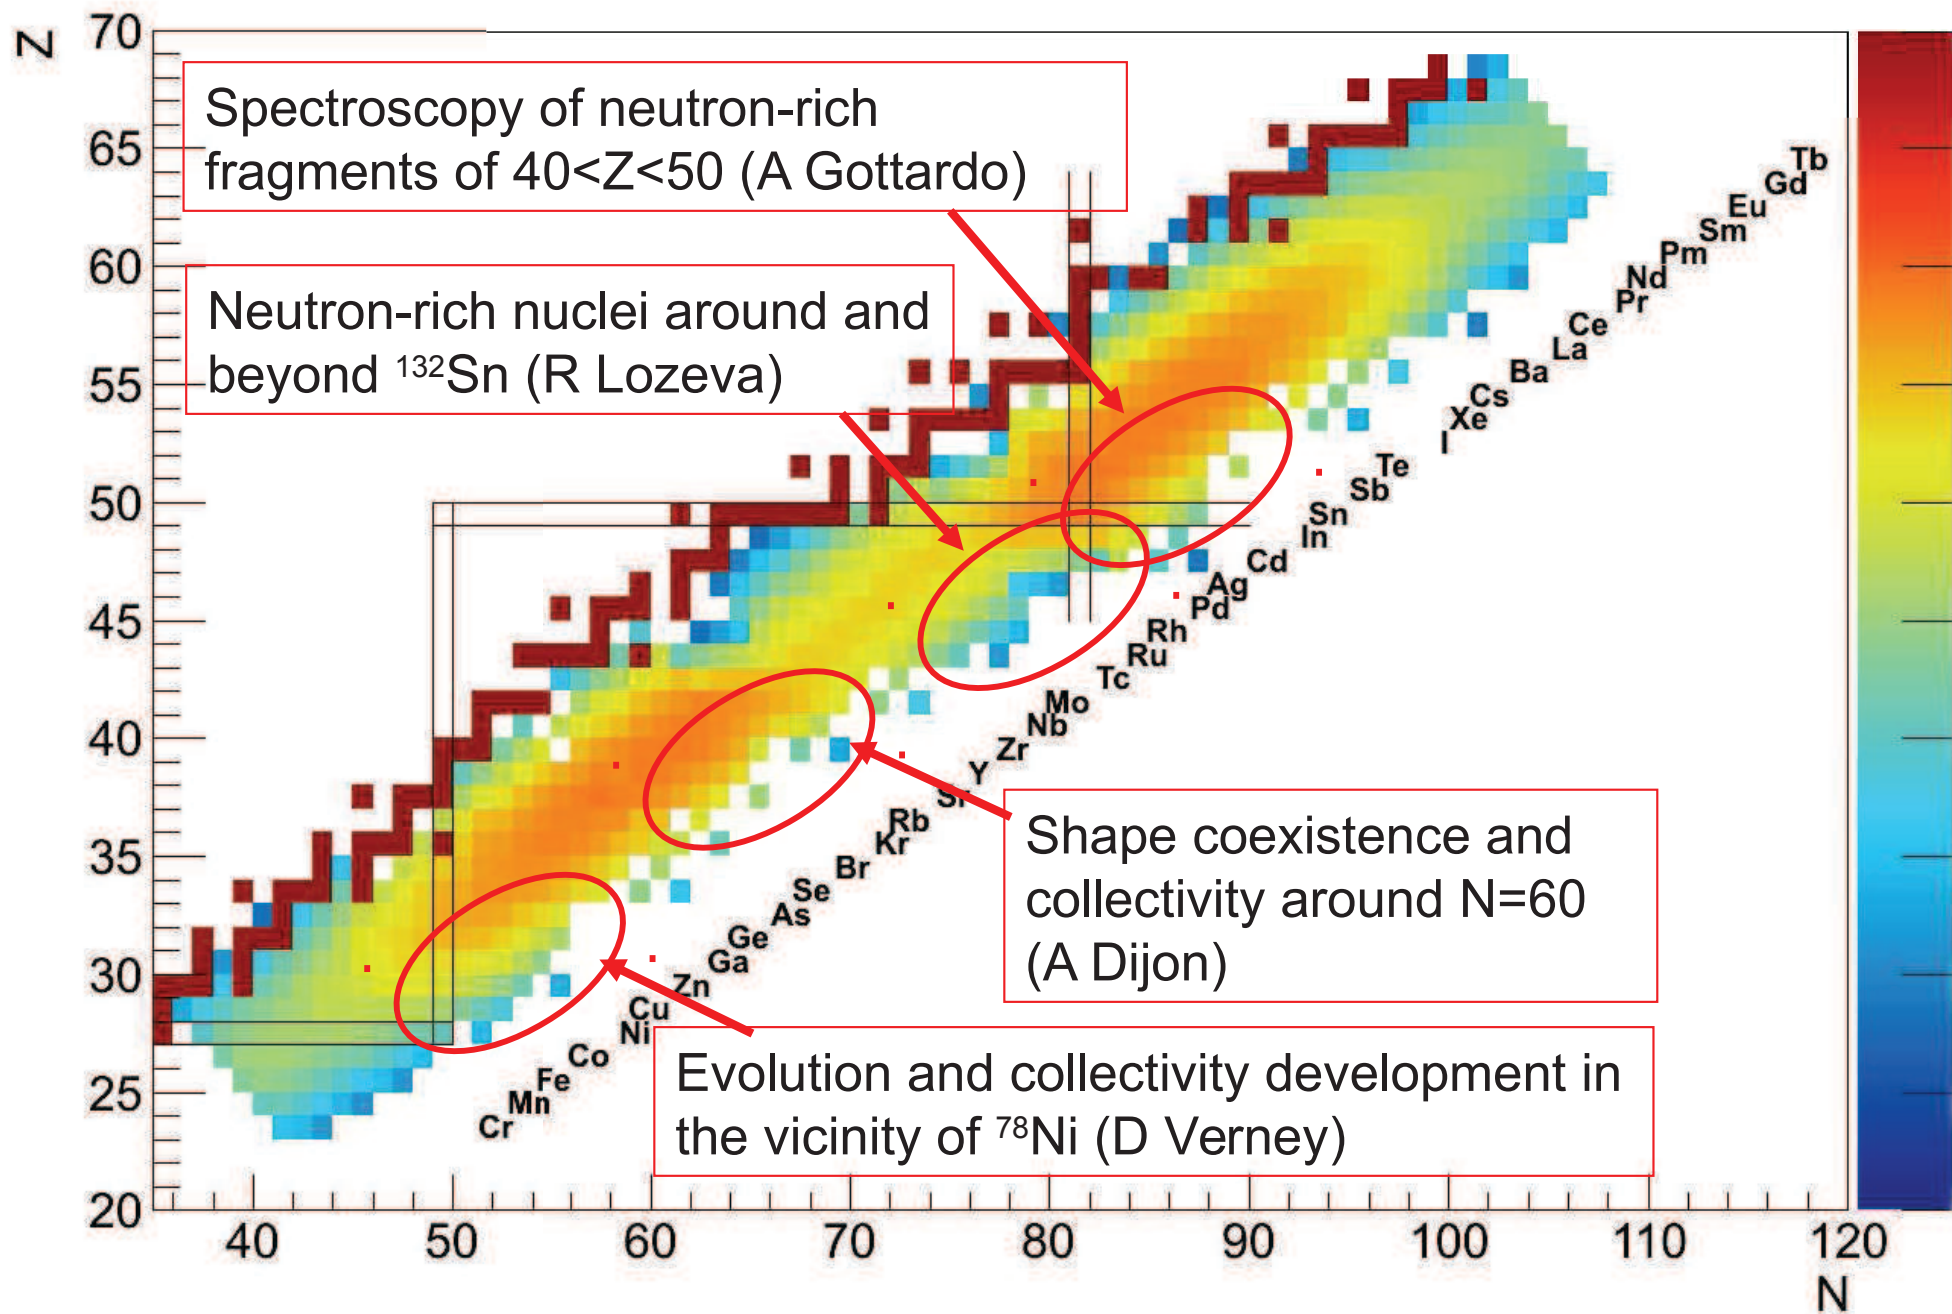 Z
70
65
60
55
50
45
40
35
30
25
20
Spectroscopy of neutron-rich
fragments of 40<Z<50 (A Gottardo)
Neutron-rich nuclei around and
beyond ¹³²Sn (R Lozeva)
Shape coexistence and
collectivity around N=60
(A Dijon)
Evolution and collectivity development in
the vicinity of ⁷⁸Ni (D Verney)
Tb
Gd
Eu
Sm
Pm
Nd
Pr
Ce
La
Ba
Cs
Xe
I
Te
Sb
Sn
In
Cd
Ag
Pd
Rh
Ru
Tc
Mo
Nb
Zr
Y
Sr
Rb
Kr
Br
Se
As
Ge
Ga
Zn
Cu
Ni
Co
Fe
Mn
Cr
40 50 60 70 80 90 100 110 120
N